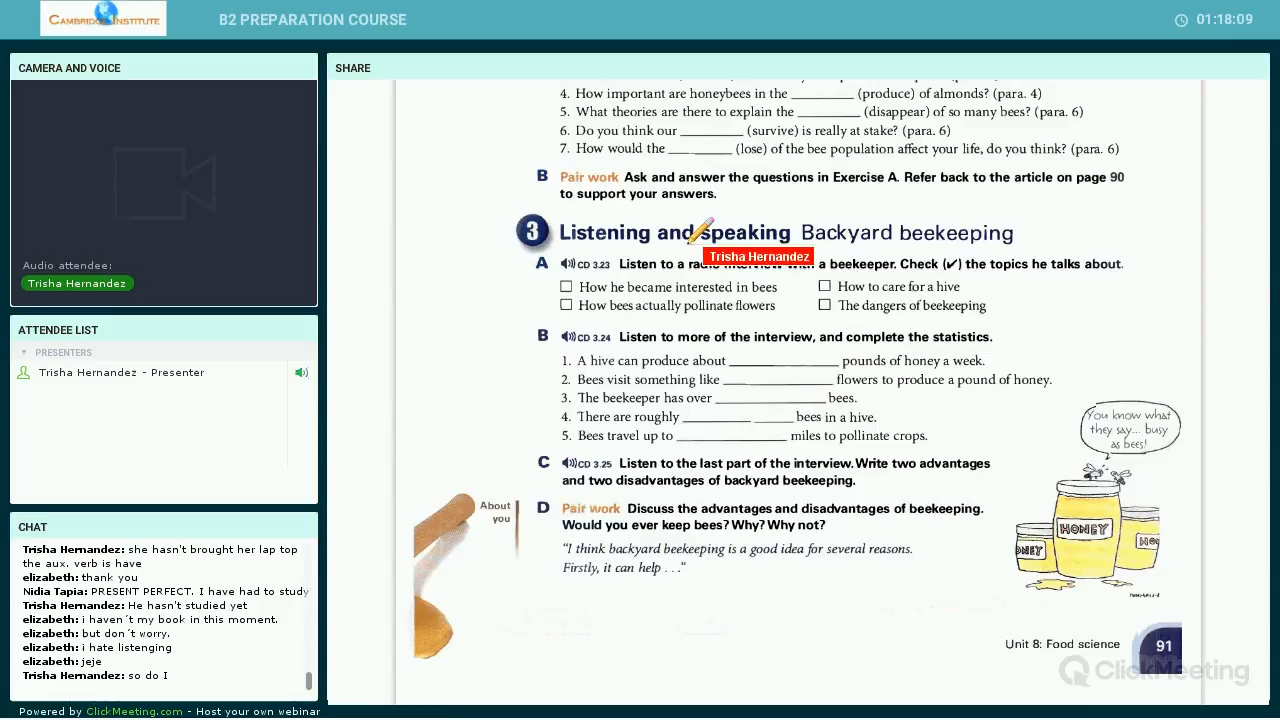 CAMBRIDGE INSTITUTE
B2 PREPARATION COURSE
01:18:09
CAMERA AND VOICE
Audio attendee:
Trisha Hernandez
ATTENDEE LIST
PRESENTERS
Trisha Hernandez - Presenter
CHAT
Trisha Hernandez: she hasn't brought her lap top
the aux. verb is have
elizabeth: thank you
Nidia Tapia: PRESENT PERFECT. I have had to study
Trisha Hernandez: He hasn't studied yet
elizabeth: i haven´t my book in this moment.
elizabeth: but don´t worry.
elizabeth: i hate listenging
elizabeth: jeje
Trisha Hernandez: so do I
Powered by ClickMeeting.com - Host your own webinar
SHARE
4. How important are honeybees in the __________ (produce) of almonds? (para. 4)
5. What theories are there to explain the __________ (disappear) of so many bees? (para. 6)
6. Do you think our __________ (survive) is really at stake? (para. 6)
7. How would the __________ (lose) of the bee population affect your life, do you think? (para. 6)
B Pair work Ask and answer the questions in Exercise A. Refer back to the article on page 90
to support your answers.
3 Listening and speaking Backyard beekeeping
Trisha Hernandez
A CD 3.23 Listen to a radio interview with a beekeeper. Check (✔) the topics he talks about.
☐ How he became interested in bees ☐ How to care for a hive
☐ How bees actually pollinate flowers ☐ The dangers of beekeeping
B CD 3.24 Listen to more of the interview, and complete the statistics.
1. A hive can produce about __________ pounds of honey a week.
2. Bees visit something like __________ flowers to produce a pound of honey.
3. The beekeeper has over __________ bees.
4. There are roughly __________ bees in a hive.
5. Bees travel up to __________ miles to pollinate crops.
C CD 3.25 Listen to the last part of the interview. Write two advantages
and two disadvantages of backyard beekeeping.
About
you
D Pair work Discuss the advantages and disadvantages of beekeeping.
Would you ever keep bees? Why? Why not?
"I think backyard beekeeping is a good idea for several reasons.
Firstly, it can help . . ."
You know what
they say... busy
as bees!
HONEY
Unit 8: Food science 91
ClickMeeting